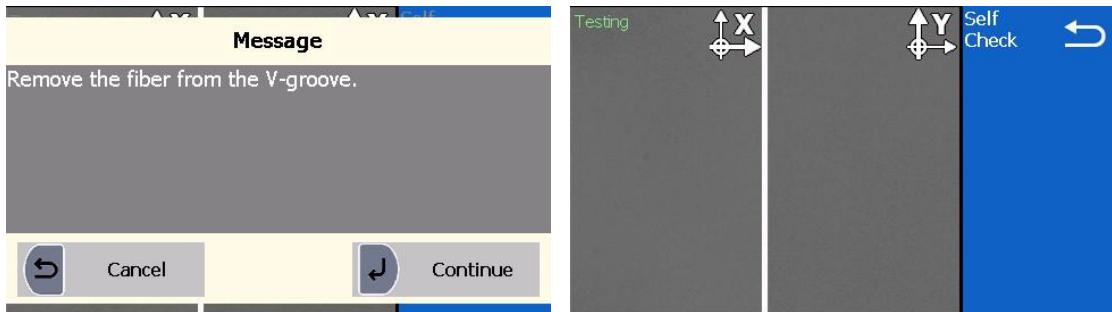 Message
Remove the fiber from the V-groove.
Cancel
Continue
Testing
X
Y
Self
Check